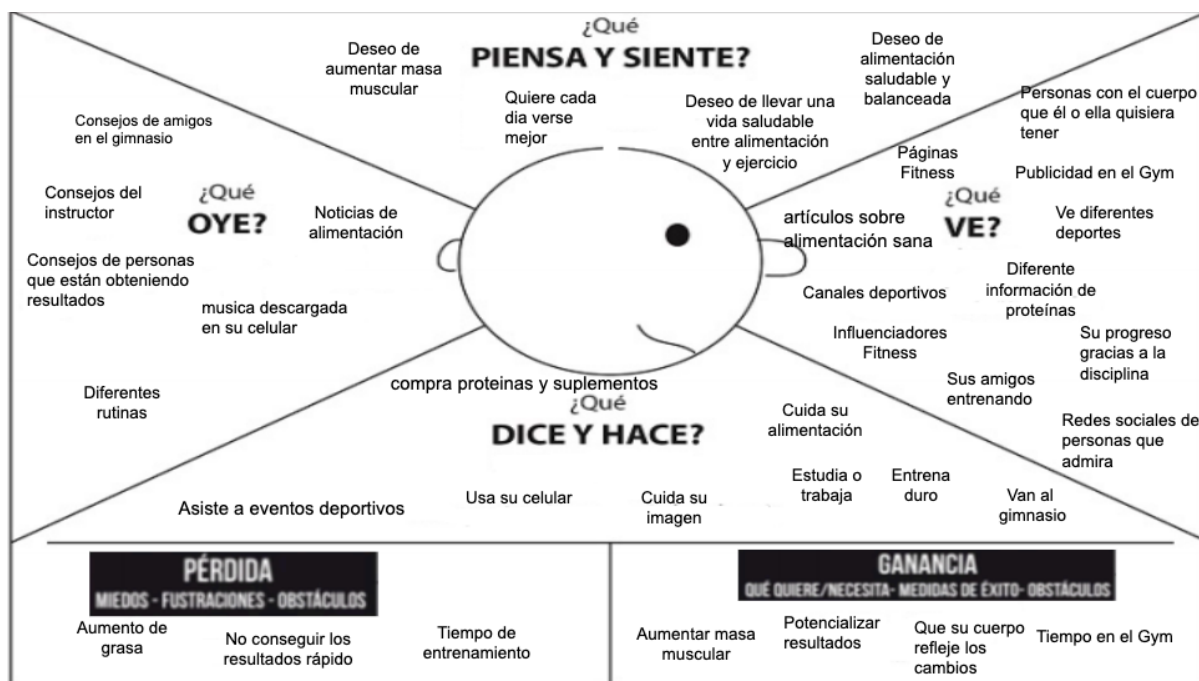 ¿Qué
PIENSA Y SIENTE?
Deseo de
aumentar masa
muscular
Quiere cada
dia verse
mejor
Deseo de llevar una
vida saludable
entre alimentación
y ejercicio
Deseo de
alimentación
saludable y
balanceada
¿Qué
OYE?
Consejos de amigos
en el gimnasio
Consejos del
instructor
Noticias de
alimentación
Consejos de personas
que están obteniendo
resultados
musica descargada
en su celular
Diferentes
rutinas
¿Qué
VE?
Personas con el cuerpo
que él o ella quisiera
tener
Páginas
Fitness
Publicidad en el Gym
artículos sobre
alimentación sana
Ve diferentes
deportes
Canales deportivos
Diferente
información de
proteínas
Influenciadores
Fitness
Su progreso
gracias a la
disciplina
Sus amigos
entrenando
Redes sociales de
personas que
admira
compra proteinas y suplementos
¿Qué
DICE Y HACE?
Cuida su
alimentación
Asiste a eventos deportivos
Usa su celular
Cuida su
imagen
Estudia o
trabaja
Entrena
duro
Van al
gimnasio
PÉRDIDA
MIEDOS - FUSTRACIONES - OBSTÁCULOS
Aumento de
grasa
No conseguir los
resultados rápido
Tiempo de
entrenamiento
GANANCIA
QUÉ QUIERE/NECESITA- MEDIDAS DE ÉXITO- OBSTÁCULOS
Aumentar masa
muscular
Potencializar
resultados
Que su cuerpo
refleje los
cambios
Tiempo en el Gym